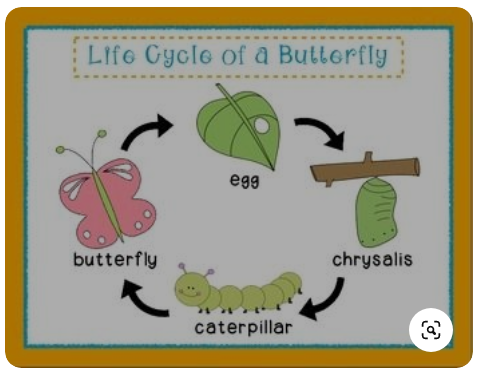 Life Cycle of a Butterfly
egg
butterfly
chrysalis
caterpillar